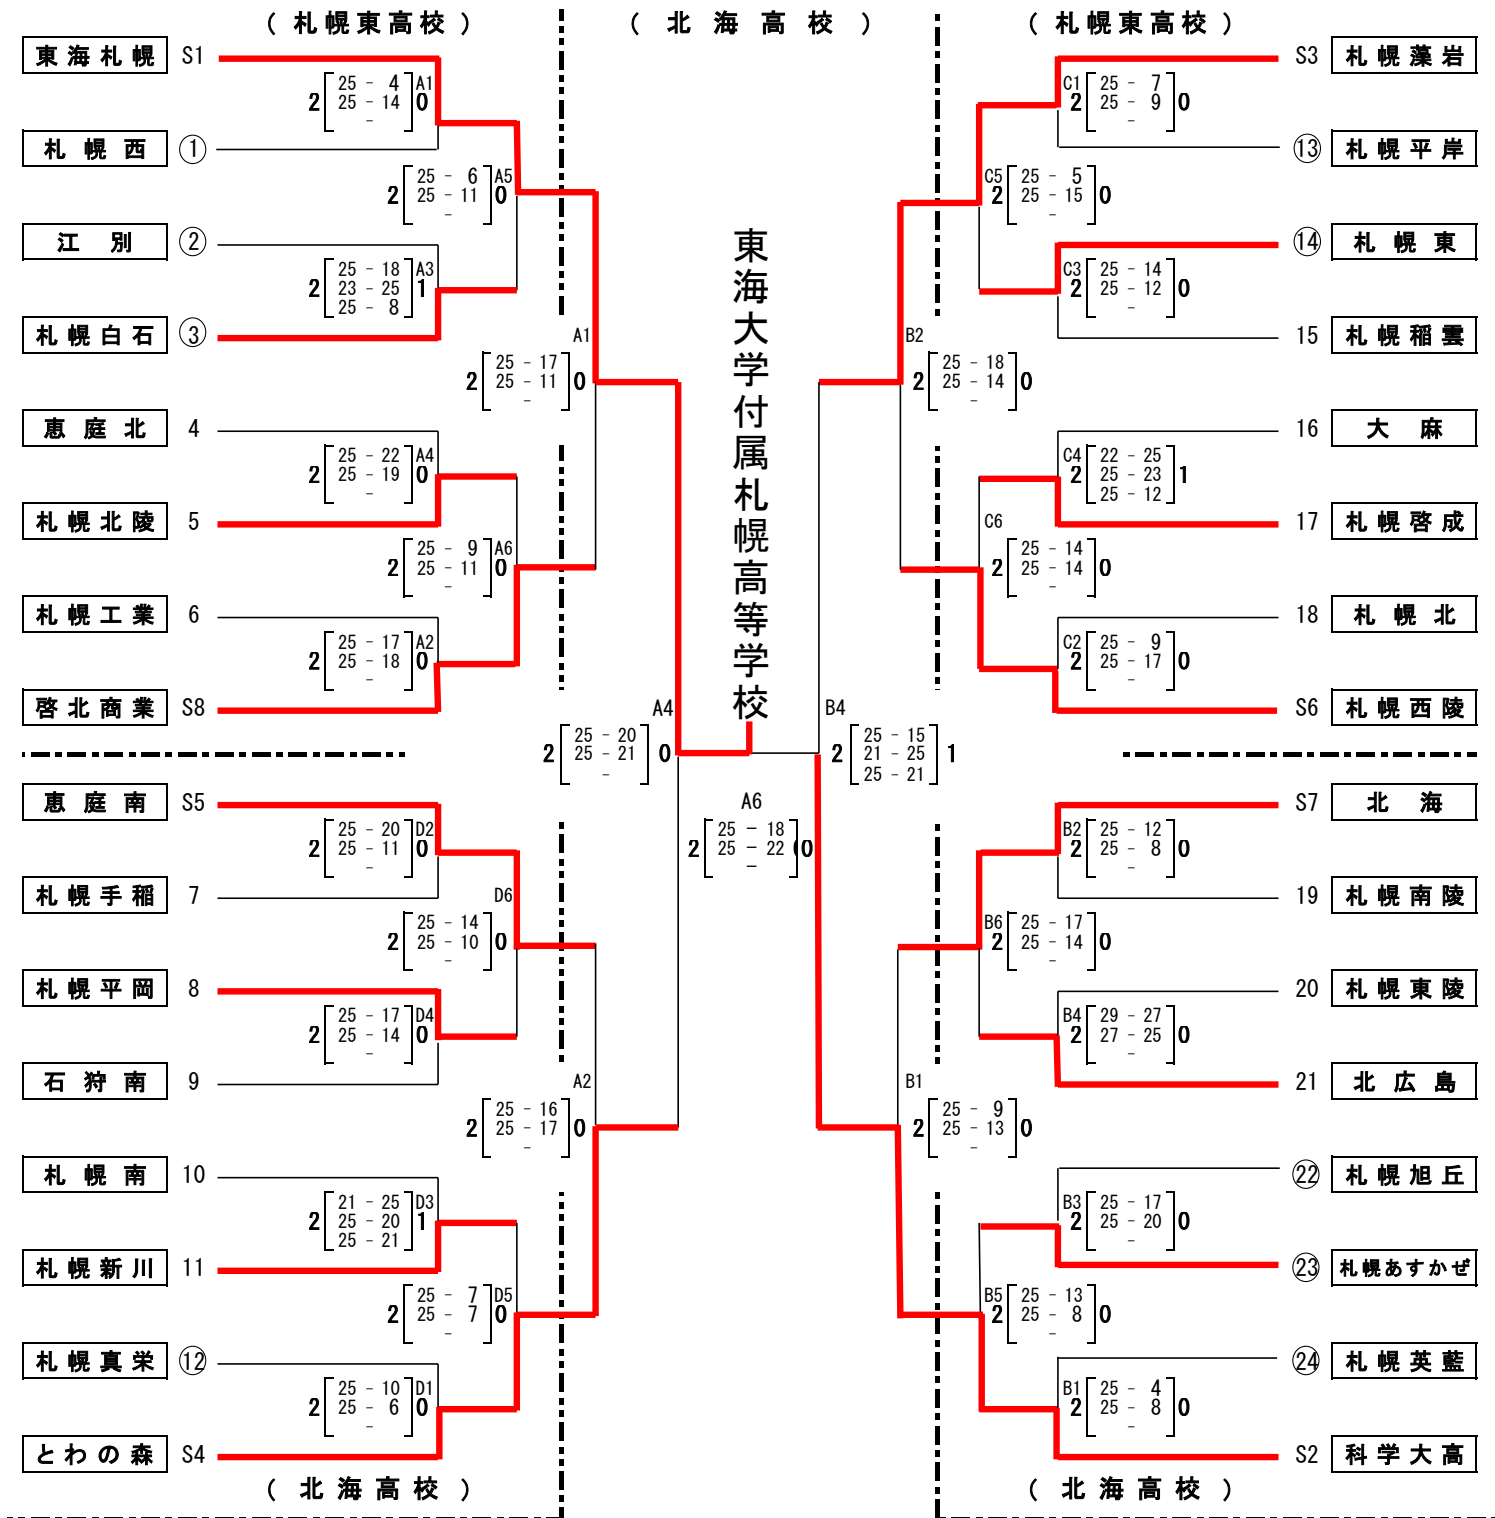 ( 札幌東高校 )
( 北 海 高 校 )
( 札幌東高校 )
東海札幌 S1
25 - 4 A1
2 25 - 14 0
-
札幌西 ①
25 - 6 A5
2 25 - 11 0
-
江別 ②
25 - 18 A3
2 23 - 25 1
25 - 8
札幌白石 ③
A1
25 - 17
2 25 - 11 0
-
恵庭北 4
25 - 22 A4
2 25 - 19 0
-
札幌北陵 5
25 - 9 A6
2 25 - 11 0
-
札幌工業 6
25 - 17 A2
2 25 - 18 0
-
啓北商業 S8
A4
25 - 20
2 25 - 21 0
-
恵庭南 S5
25 - 20 D2
2 25 - 11 0
-
札幌手稲 7
D6
25 - 14
2 25 - 10 0
-
札幌平岡 8
25 - 17 D4
2 25 - 14 0
-
石狩南 9
A2
25 - 16
2 25 - 17 0
-
札幌南 10
21 - 25 D3
2 25 - 20 1
25 - 21
札幌新川 11
25 - 7 D5
2 25 - 7 0
-
札幌真栄 ⑫
25 - 10 D1
2 25 - 6 0
-
とわの森 S4
( 北海高校 )
東海大学付属札幌高等学校
A6
25 - 18
2 25 - 22 0
-
S3 札幌藻岩
C1 25 - 7
2 25 - 9 0
-
⑬ 札幌平岸
C5 25 - 5
2 25 - 15 0
-
⑭ 札幌東
C3 25 - 14
2 25 - 12 0
-
15 札幌稲雲
B2
25 - 18
2 25 - 14 0
-
16 大麻
C4 22 - 25
2 25 - 23 1
25 - 12
17 札幌啓成
C6
25 - 14
2 25 - 14 0
-
18 札幌北
C2 25 - 9
2 25 - 17 0
-
S6 札幌西陵
B4
25 - 15
2 21 - 25 1
25 - 21
S7 北海
B2 25 - 12
2 25 - 8 0
-
19 札幌南陵
B6 25 - 17
2 25 - 14 0
-
20 札幌東陵
B4 29 - 27
2 27 - 25 0
-
21 北広島
B1
25 - 9
2 25 - 13 0
-
㉒ 札幌旭丘
B3 25 - 17
2 25 - 20 0
-
㉓ 札幌あすかぜ
B5 25 - 13
2 25 - 8 0
-
㉔ 札幌英藍
B1 25 - 4
2 25 - 8 0
-
S2 科学大高
( 北海高校 )